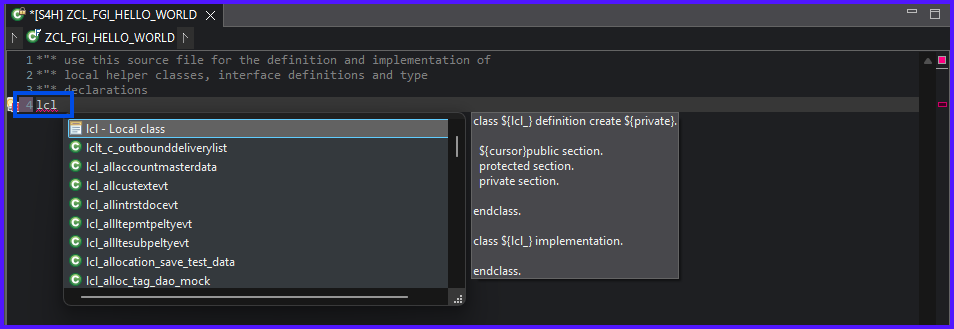 *[S4H] ZCL_FGI_HELLO_WORLD
ZCL_FGI_HELLO_WORLD
1 *"* use this source file for the definition and implementation of
2 *"* local helper classes, interface definitions and type
3 *"* declarations
4 lcl
lcl - Local class
lclt_c_outbounddeliverylist
lcl_allaccountmasterdata
lcl_allcustextevt
lcl_allintrstdocevt
lcl_allltepmtpeltyevt
lcl_allltesubpeltyevt
lcl_allocation_save_test_data
lcl_alloc_tag_dao_mock
class ${lcl_} definition create ${private}.
${cursor}public section.
protected section.
private section.
endclass.
class ${lcl_} implementation.
endclass.